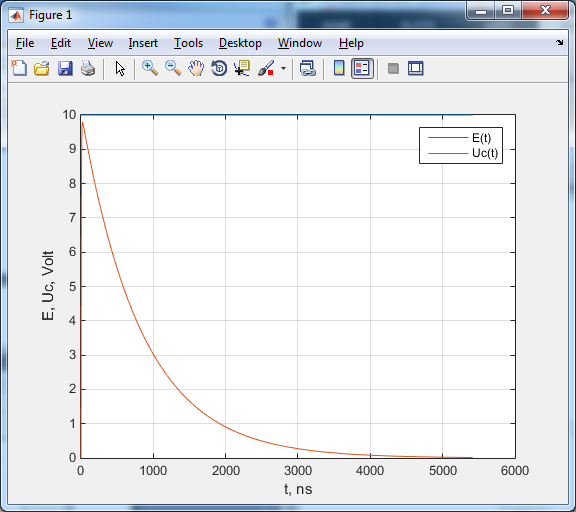 Figure 1
File Edit View Insert Tools Desktop Window Help
10
9
8
7
6
5
4
3
2
1
0
E, Uc, Volt
E(t)
Uc(t)
0 1000 2000 3000 4000 5000 6000
t, ns